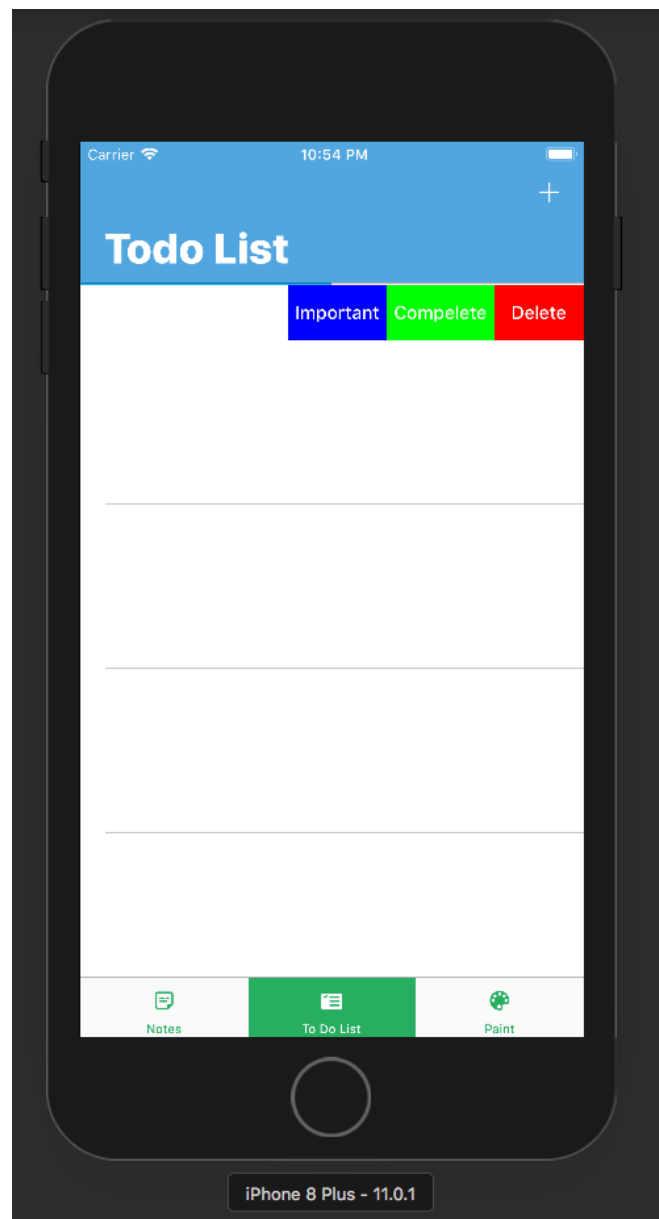 Carrier 10:54 PM
+
Todo List
Important Compelete Delete
Notes To Do List Paint
iPhone 8 Plus - 11.0.1